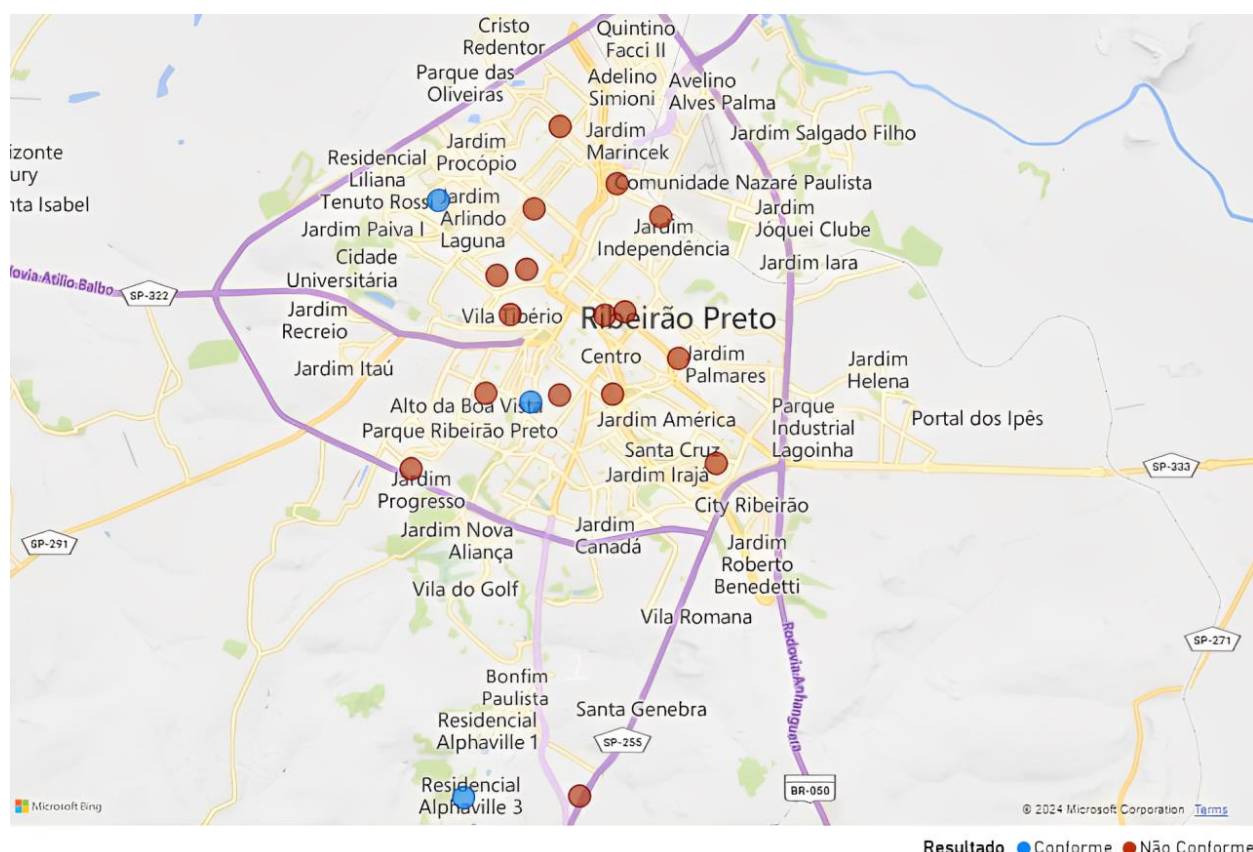 Cristo
Redentor
Quintino
Facci II
Parque das
Oliveiras
Adelino
Simioni
Avelino
Alves Palma
Jardim
Procópio
Jardim
Marincek
Jardim Salgado Filho
izonte
ury
nta Isabel
Residencial
Liliana
Tenuto Rossi
Jardim
Arlindo
Laguna
Comunidade Nazaré Paulista
Jardim Paiva I
Jardim
Independência
Jardim
Jóquei Clube
Cidade
Universitária
Jardim Iara
odovia Atílio Balbo
SP-322
Jardim
Recreio
Vila Tibério
Ribeirão Preto
Jardim Itaú
Centro
Jardim
Palmares
Jardim
Helena
Alto da Boa Vista
Parque Ribeirão Preto
Jardim América
Parque
Industrial
Lagoinha
Portal dos Ipês
Santa Cruz
Jardim Irajá
SP-333
Jardim
Progresso
City Ribeirão
Jardim Nova
Aliança
Jardim
Canadá
SP-291
Jardim
Roberto
Benedetti
Vila do Golf
Vila Romana
Rodovia Anhanguera
SP-271
Bonfim
Paulista
Residencial
Alphaville 1
Santa Genebra
SP-255
Residencial
Alphaville 3
BR-050
Microsoft Bing
© 2024 Microsoft Corporation Terms
Resultado Conforme Não Conforme